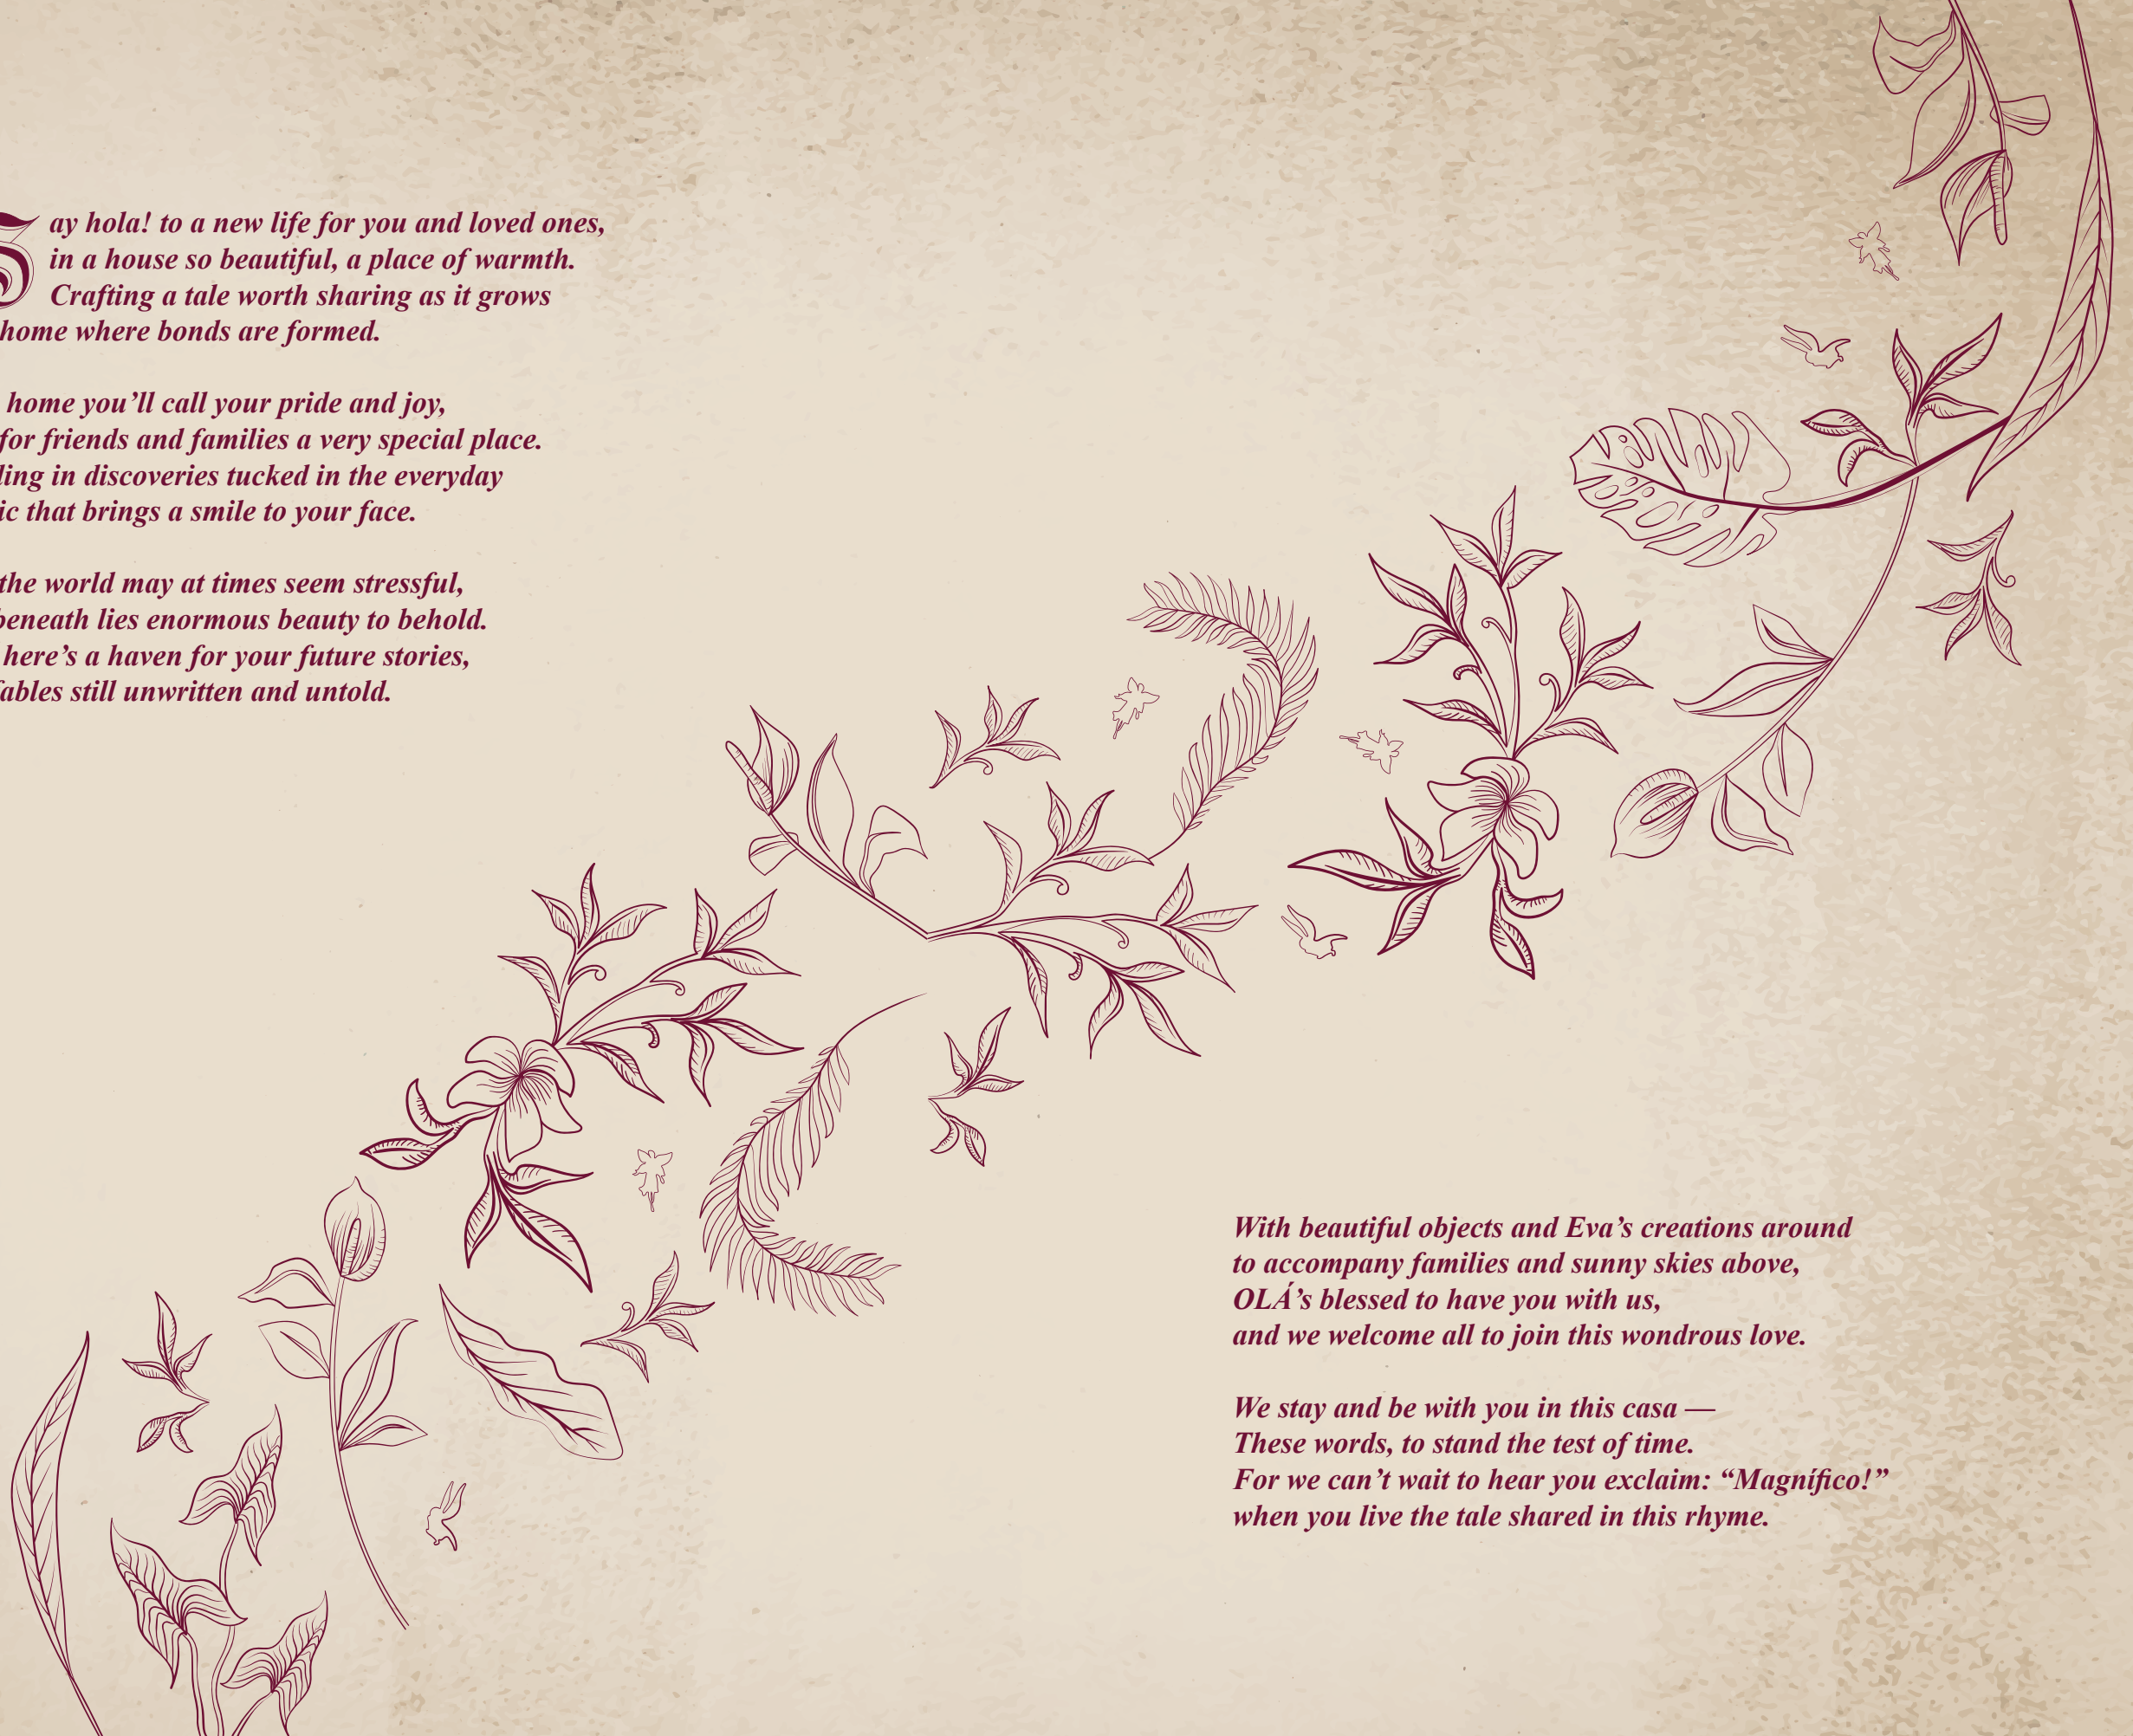 Say hola! to a new life for you and loved ones,
in a house so beautiful, a place of warmth.
Crafting a tale worth sharing as it grows
home where bonds are formed.
home you’ll call your pride and joy,
for friends and families a very special place.
ling in discoveries tucked in the everyday
ic that brings a smile to your face.
the world may at times seem stressful,
beneath lies enormous beauty to behold.
here’s a haven for your future stories,
fables still unwritten and untold.
With beautiful objects and Eva’s creations around
to accompany families and sunny skies above,
OLÁ’s blessed to have you with us,
and we welcome all to join this wondrous love.
We stay and be with you in this casa —
These words, to stand the test of time.
For we can’t wait to hear you exclaim: “Magnífico!”
when you live the tale shared in this rhyme.